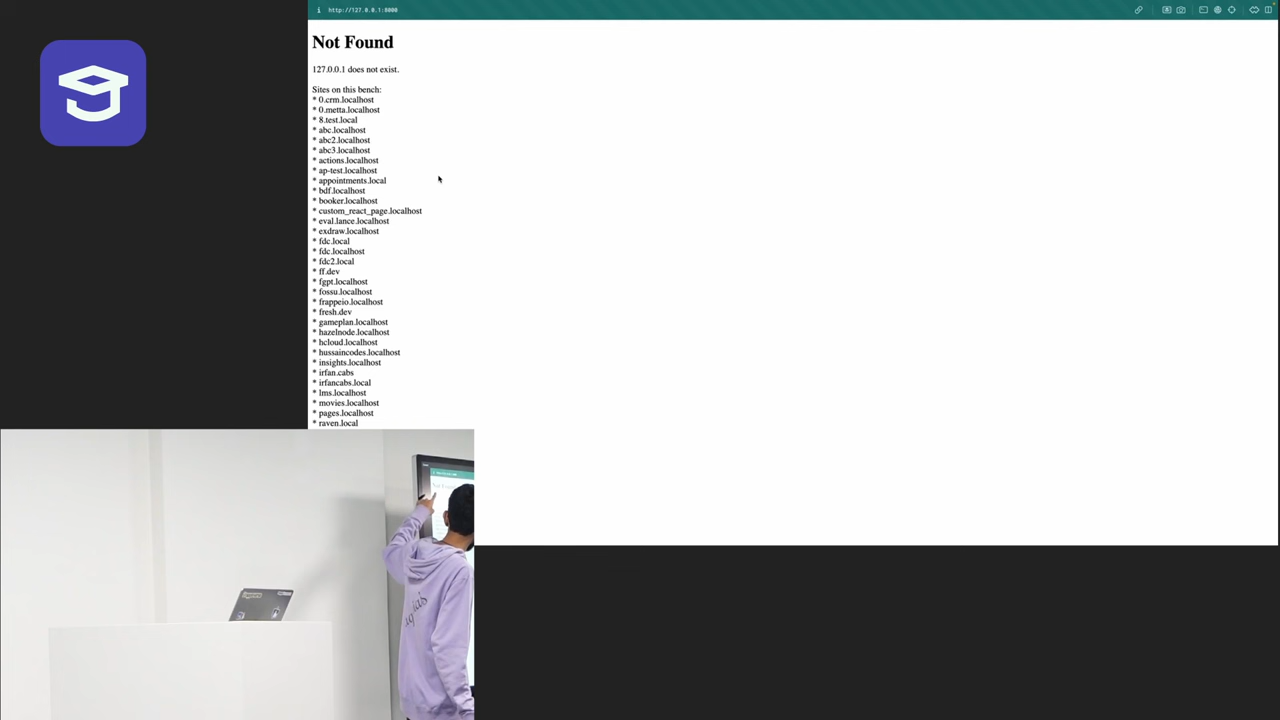 http://127.0.0.1:8000
Not Found
127.0.0.1 does not exist.
Sites on this bench:
* 0.crm.localhost
* 0.metta.localhost
* 8.test.local
* abc.localhost
* abc2.localhost
* abc3.localhost
* actions.localhost
* ap-test.localhost
* appointments.local
* bdf.localhost
* booker.localhost
* custom_react_page.localhost
* eval.lance.localhost
* exdraw.localhost
* fdc.local
* fdc.localhost
* fdc2.local
* ff.dev
* fgpt.localhost
* fossu.localhost
* frappeio.localhost
* fresh.dev
* gameplan.localhost
* hazelnode.localhost
* hcloud.localhost
* hussaincodes.localhost
* insights.localhost
* irfan.cabs
* irfancabs.local
* lms.localhost
* movies.localhost
* pages.localhost
* raven.local